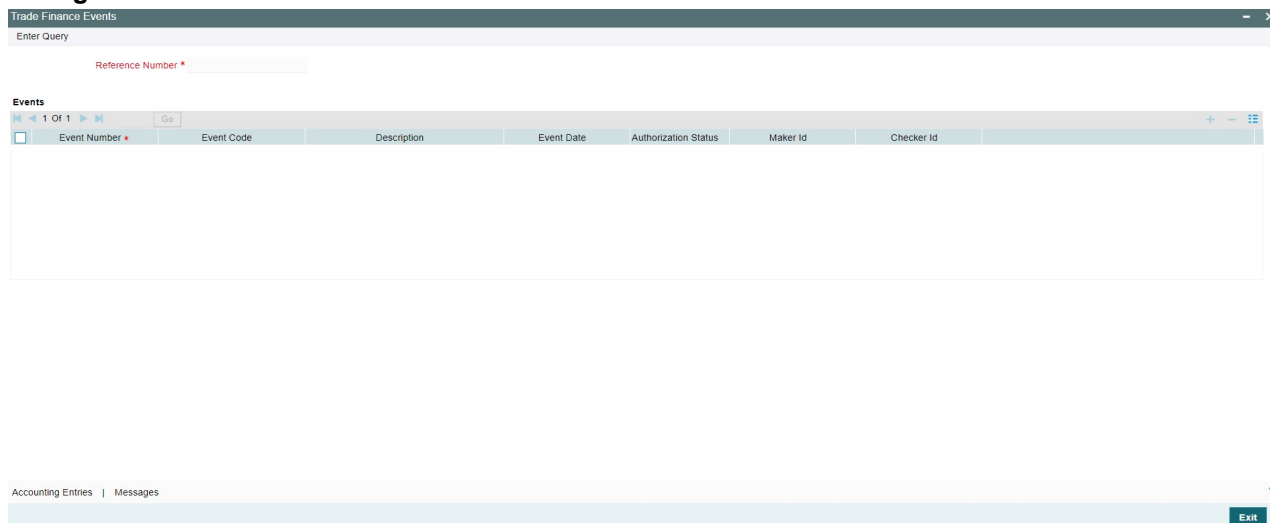 Trade Finance Events
Enter Query
Reference Number *
Events
1 Of 1 Go
Event Number * Event Code Description Event Date Authorization Status Maker Id Checker Id
Accounting Entries | Messages
Exit